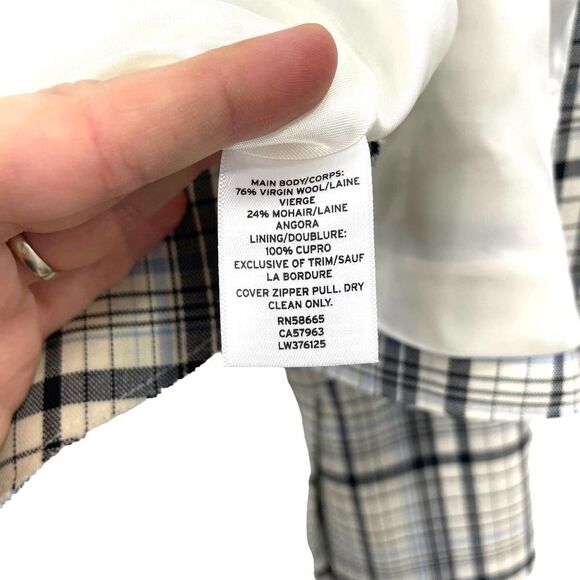 MAIN BODY/CORPS:
76% VIRGIN WOOL/LAINE
VIERGE
24% MOHAIR/LAINE
ANGORA
LINING/DOUBLURE:
100% CUPRO
EXCLUSIVE OF TRIM/SAUF
LA BORDURE
COVER ZIPPER PULL. DRY
CLEAN ONLY.
RN58665
CA57963
LW376125